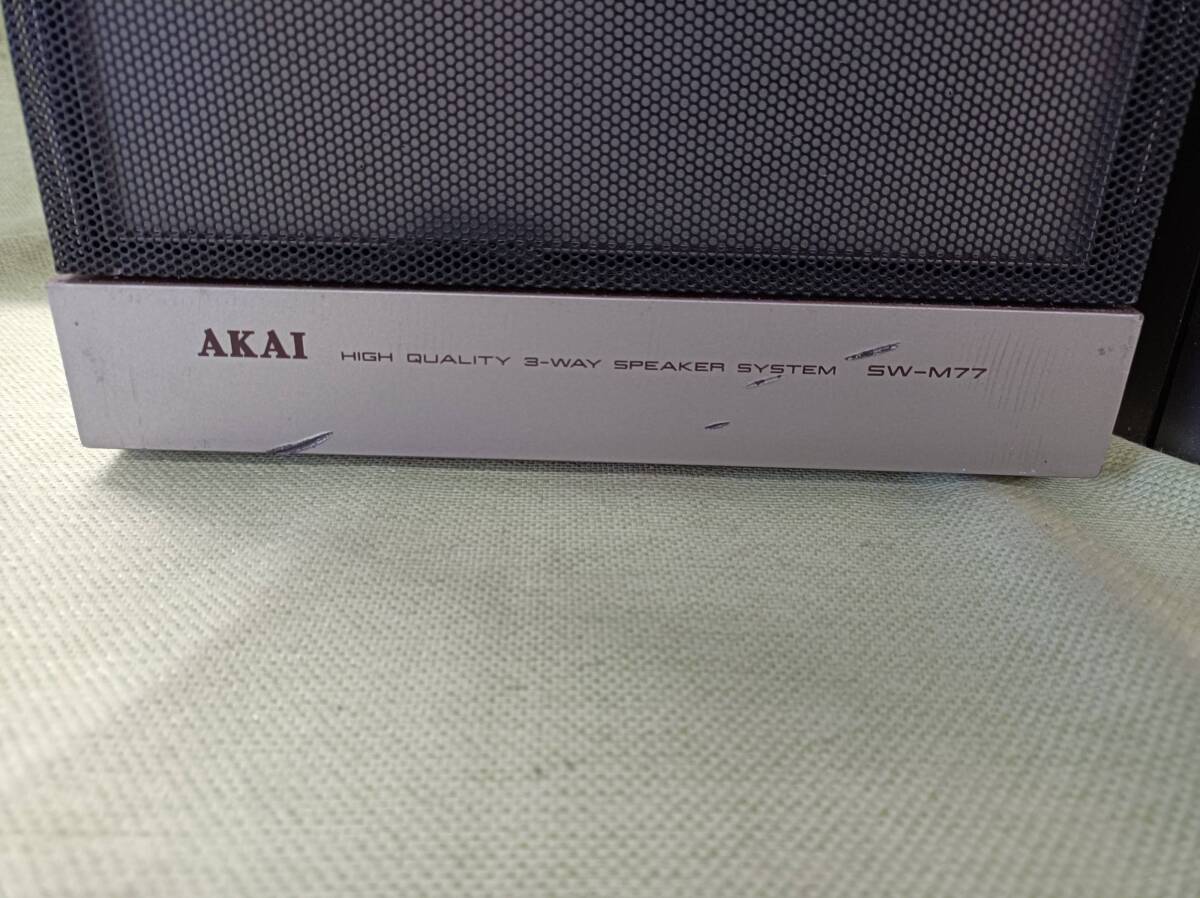 AKAI HIGH QUALITY 3-WAY SPEAKER SYSTEM SW-M77